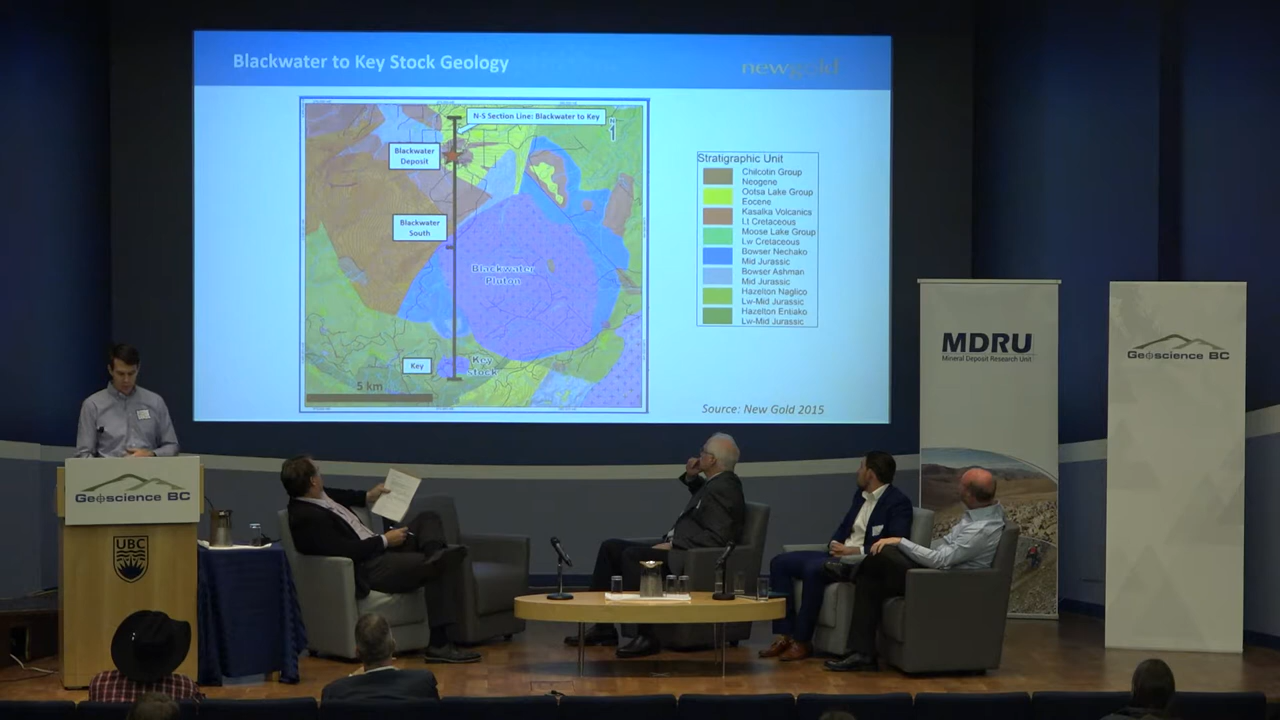 Blackwater to Key Stock Geology
newgold
N-S Section Line: Blackwater to Key
N
Blackwater
Deposit
Blackwater
South
Blackwater
Pluton
Key
Key
stock
5 km
Stratigraphic Unit
Chilcotin Group
Neogene
Ootsa Lake Group
Eocene
Kasalka Volcanics
Lt Cretaceous
Moose Lake Group
Lw Cretaceous
Bowser Nechako
Mid Jurassic
Bowser Ashman
Mid Jurassic
Hazelton Naglico
Lw-Mid Jurassic
Hazelton Entiako
Lw-Mid Jurassic
Source: New Gold 2015
MDRU
Mineral Deposit Research Unit
Geoscience BC
Geoscience BC
UBC